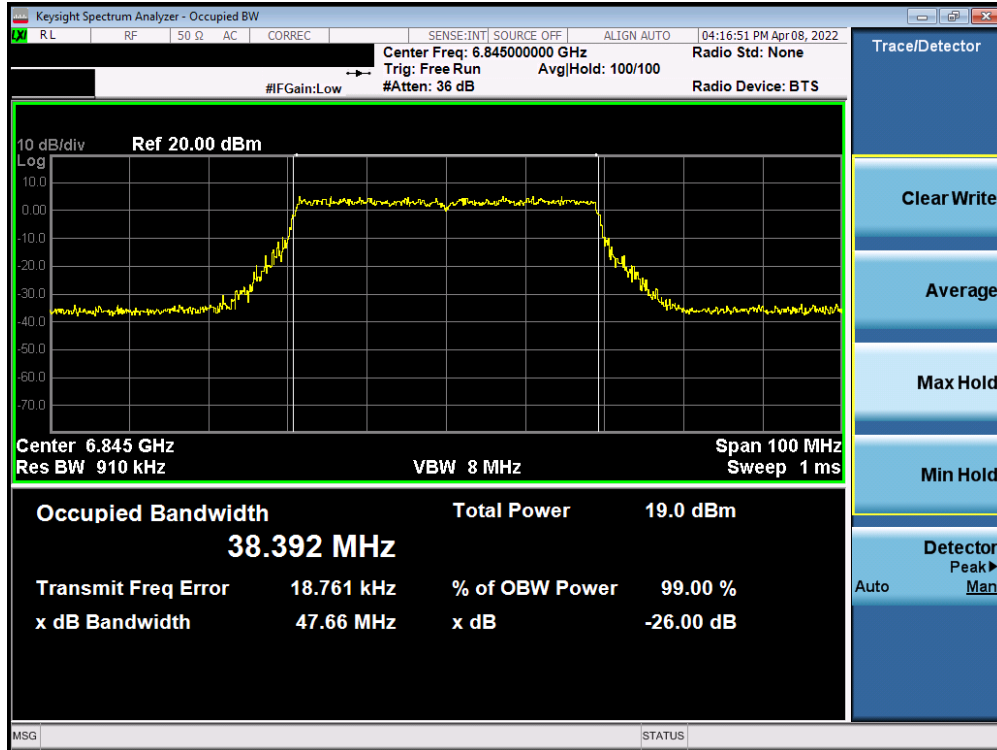 Keysight Spectrum Analyzer - Occupied BW
LXI RL RF 50 Ω AC CORREC SENSE:INT SOURCE OFF ALIGN AUTO 04:16:51 PM Apr 08, 2022
Center Freq: 6.845000000 GHz Radio Std: None
Trig: Free Run Avg|Hold: 100/100
#IFGain:Low #Atten: 36 dB Radio Device: BTS
Trace/Detector
10 dB/div Ref 20.00 dBm
Log
10.0
0.00
-10.0
-20.0
-30.0
-40.0
-50.0
-60.0
-70.0
Center 6.845 GHz Span 100 MHz
Res BW 910 kHz VBW 8 MHz Sweep 1 ms
Occupied Bandwidth Total Power 19.0 dBm
38.392 MHz
Transmit Freq Error 18.761 kHz % of OBW Power 99.00 %
x dB Bandwidth 47.66 MHz x dB -26.00 dB
Clear Write
Average
Max Hold
Min Hold
Detector
Peak▶
Auto Man
MSG STATUS